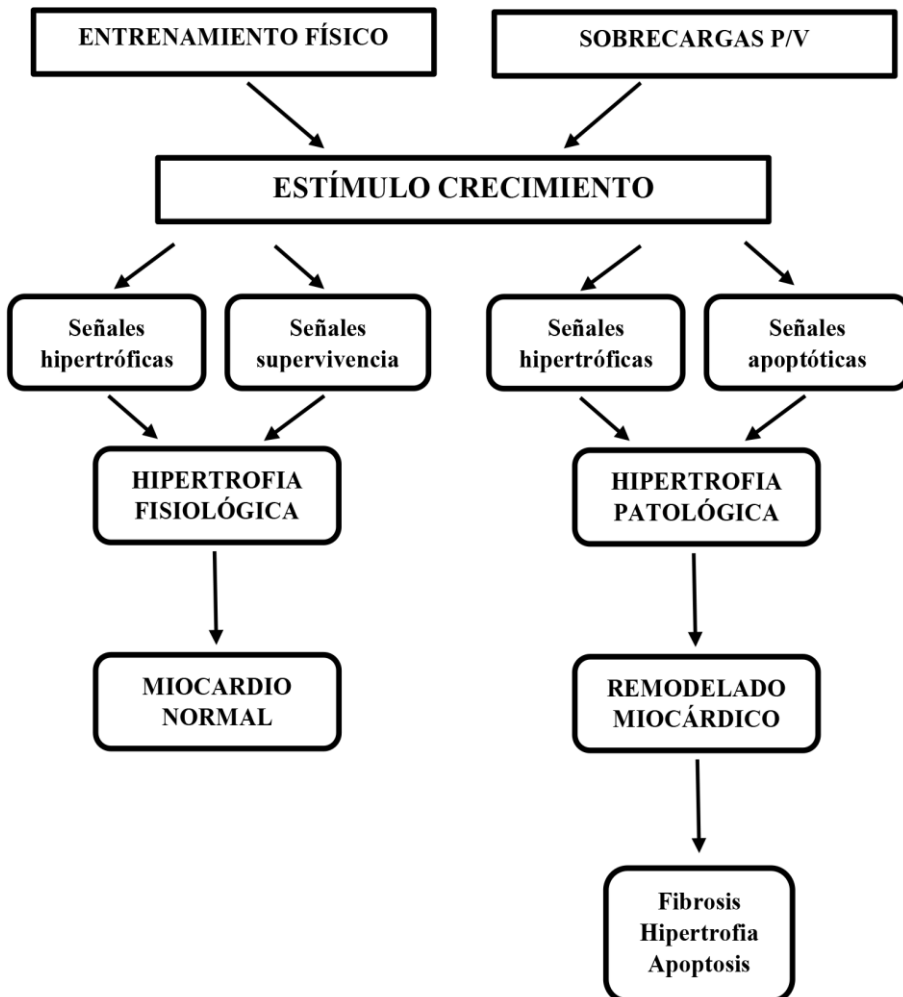 ENTRENAMIENTO FÍSICO
SOBRECARGAS P/V
ESTÍMULO CRECIMIENTO
Señales
hipertróficas
Señales
supervivencia
Señales
hipertróficas
Señales
apoptóticas
HIPERTROFIA
FISIOLÓGICA
HIPERTROFIA
PATOLÓGICA
MIOCARDIO
NORMAL
REMODELADO
MIOCÁRDICO
Fibrosis
Hipertrofia
Apoptosis